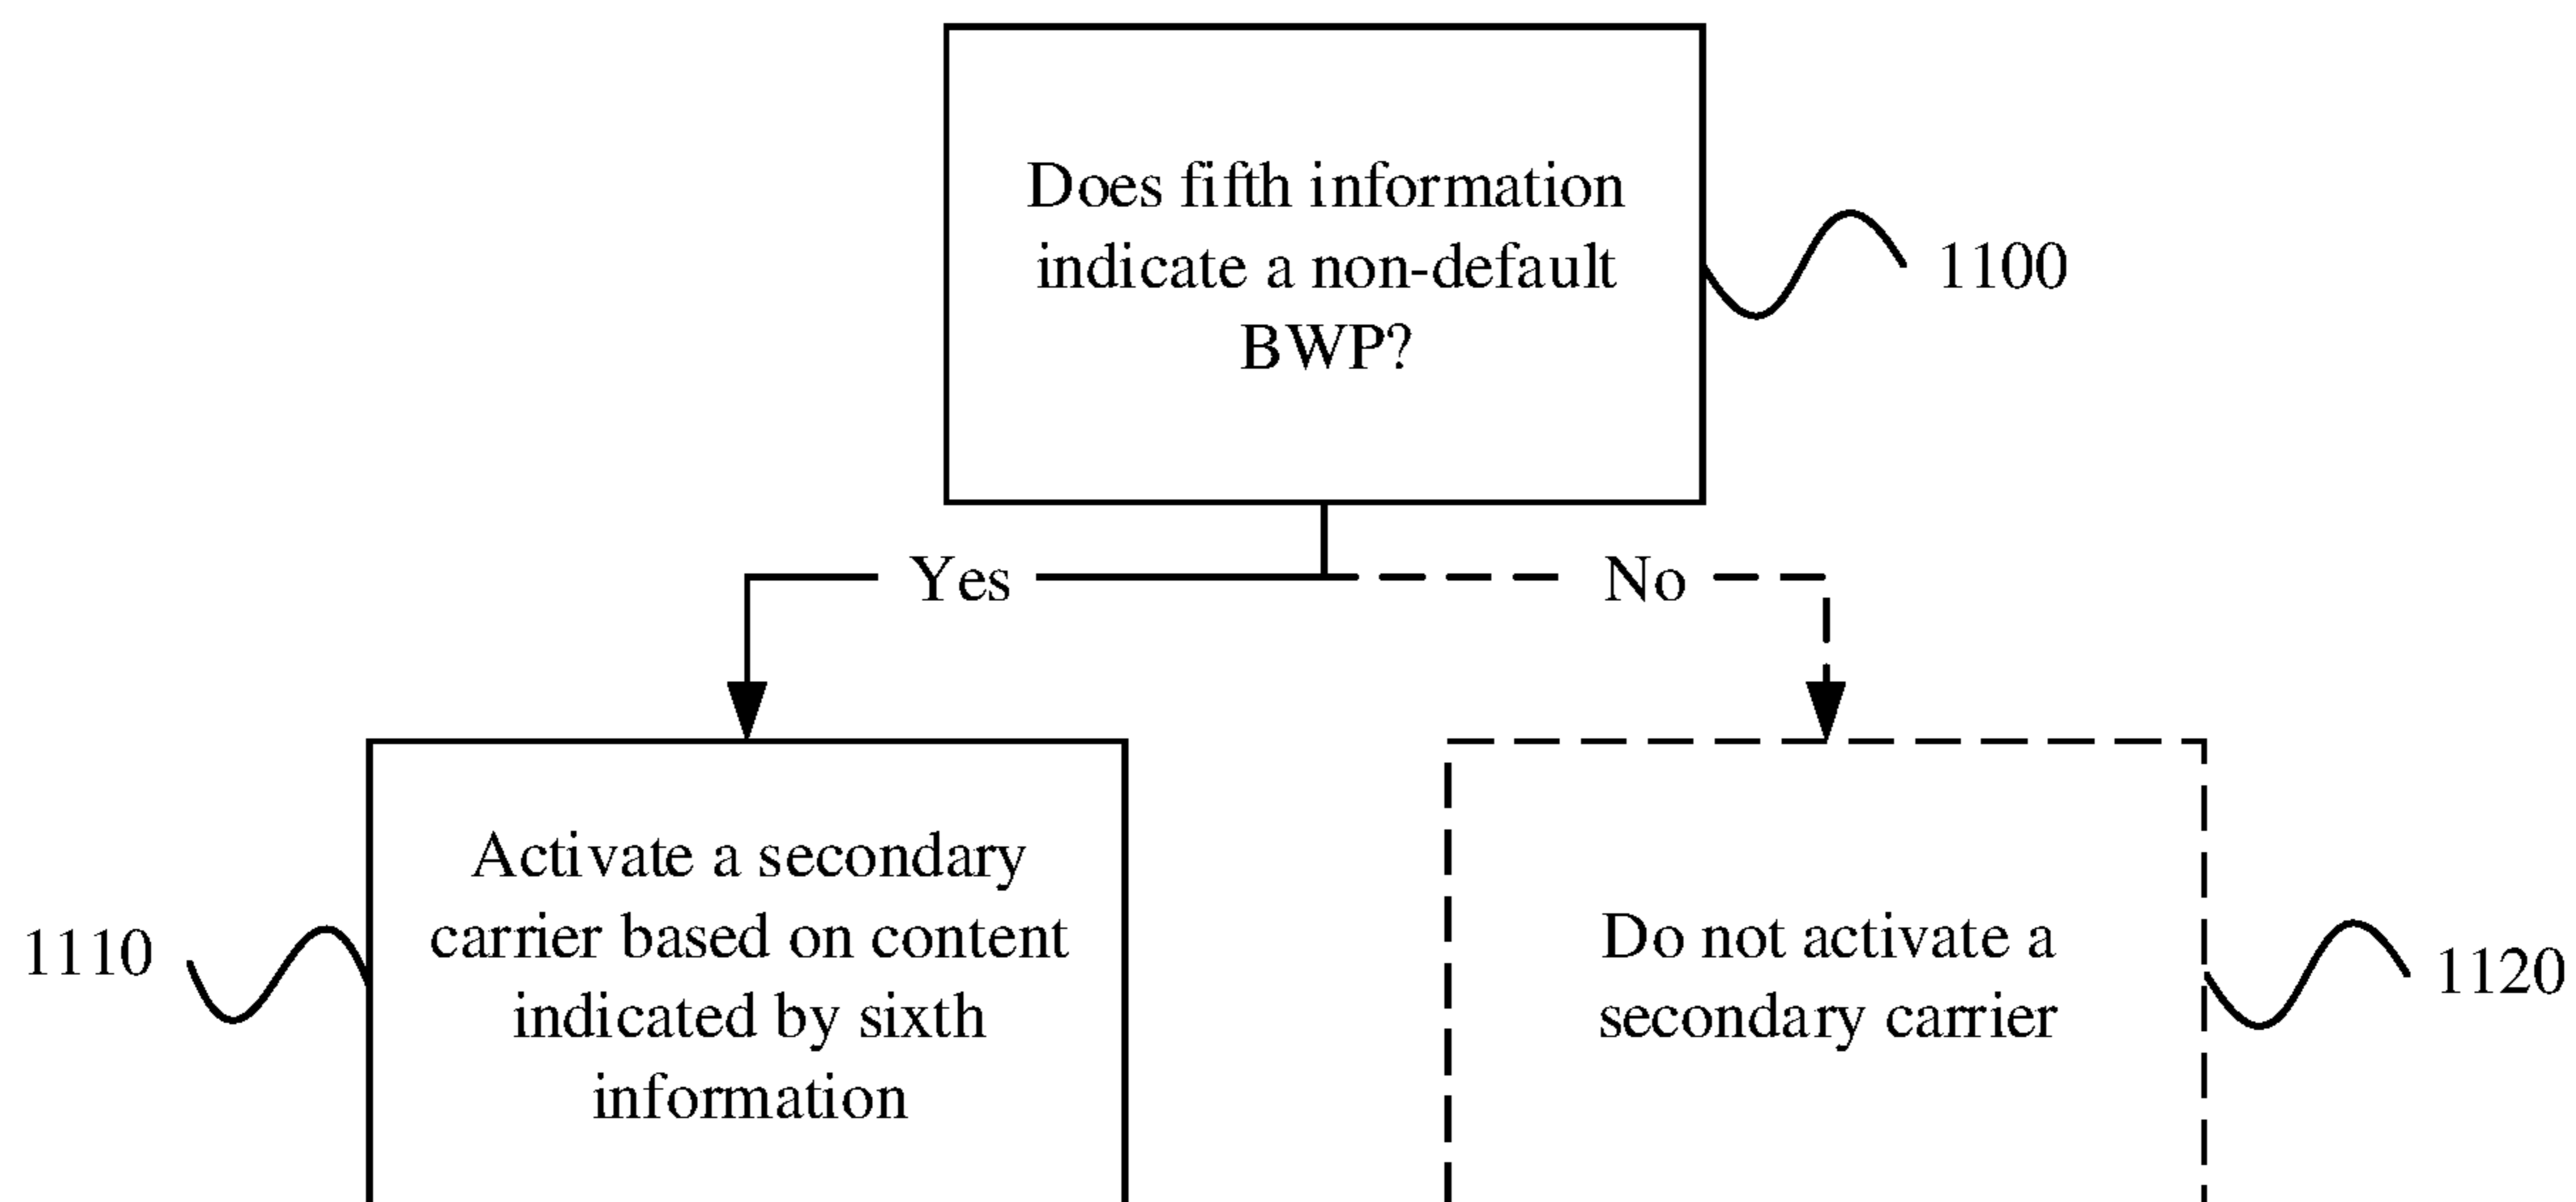 Does fifth information
indicate a non-default
BWP?
1100
Yes
No
Activate a secondary
carrier based on content
indicated by sixth
information
1110
Do not activate a
secondary carrier
1120